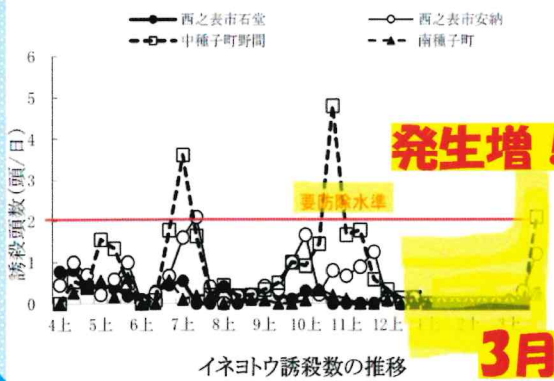 西之表市石堂 西之表市安納
中種子町野間 南種子町
誘殺頭数(頭/日)
6
5
4
3
2
1
0
発生増!
要防除水準
4上 5上 6上 7上 8上 9上 10上 11上 12上
イネヨトウ誘殺数の推移
3月